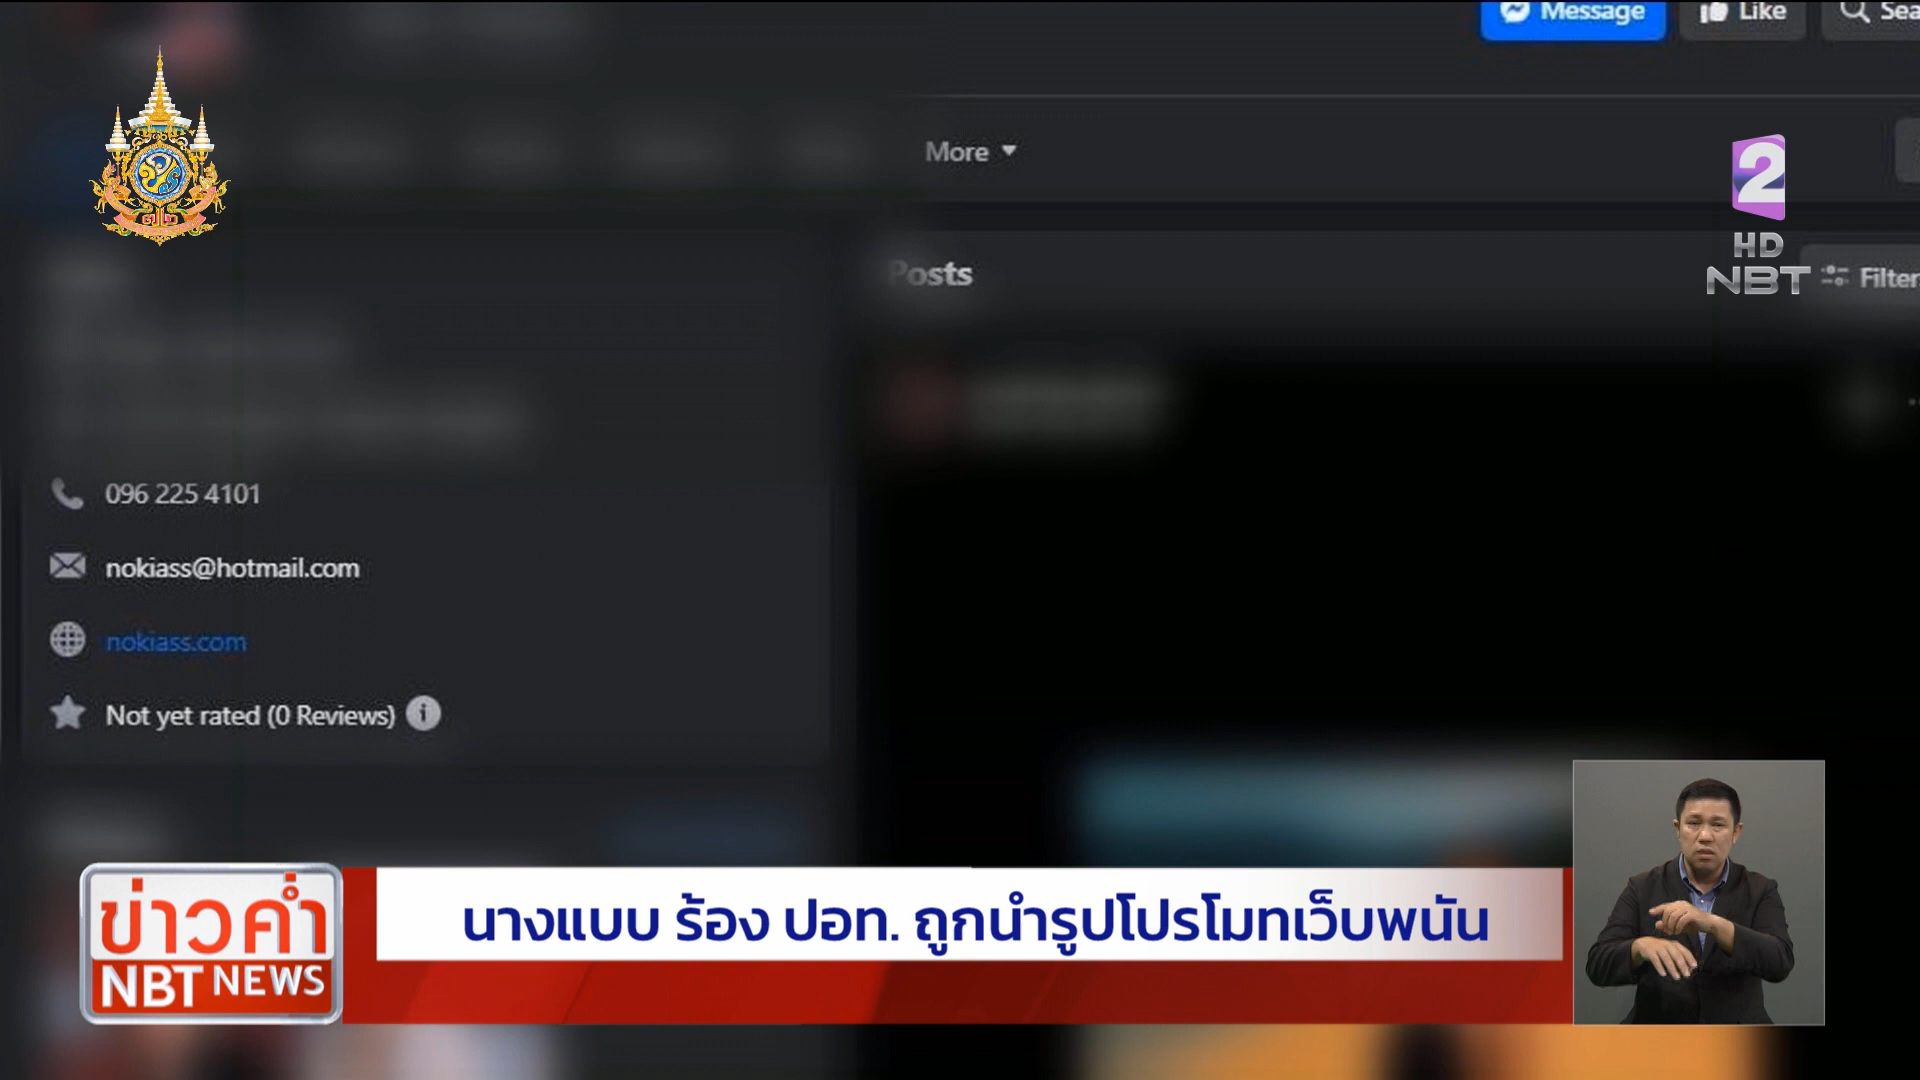 Message
Like
Sea
More
2
HD
NBT
Posts
Filter
096 225 4101
nokiass@hotmail.com
nokiass.com
Not yet rated (0 Reviews)
ข่าวค่ำ
NBT NEWS
นางแบบ ร้อง ปอท. ถูกนำรูปโปรโมทเว็บพนัน